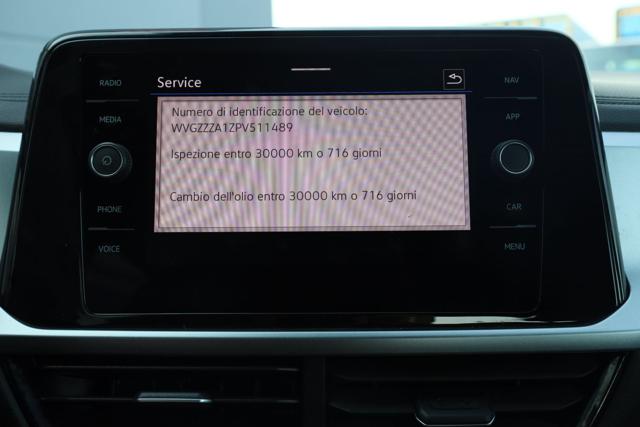 RADIO
MEDIA
PHONE
VOICE
Service
Numero di identificazione del veicolo:
WVGZZZA1ZPV511489
Ispezione entro 30000 km o 716 giorni
Cambio dell'olio entro 30000 km o 716 giorni
NAV
APP
CAR
MENU